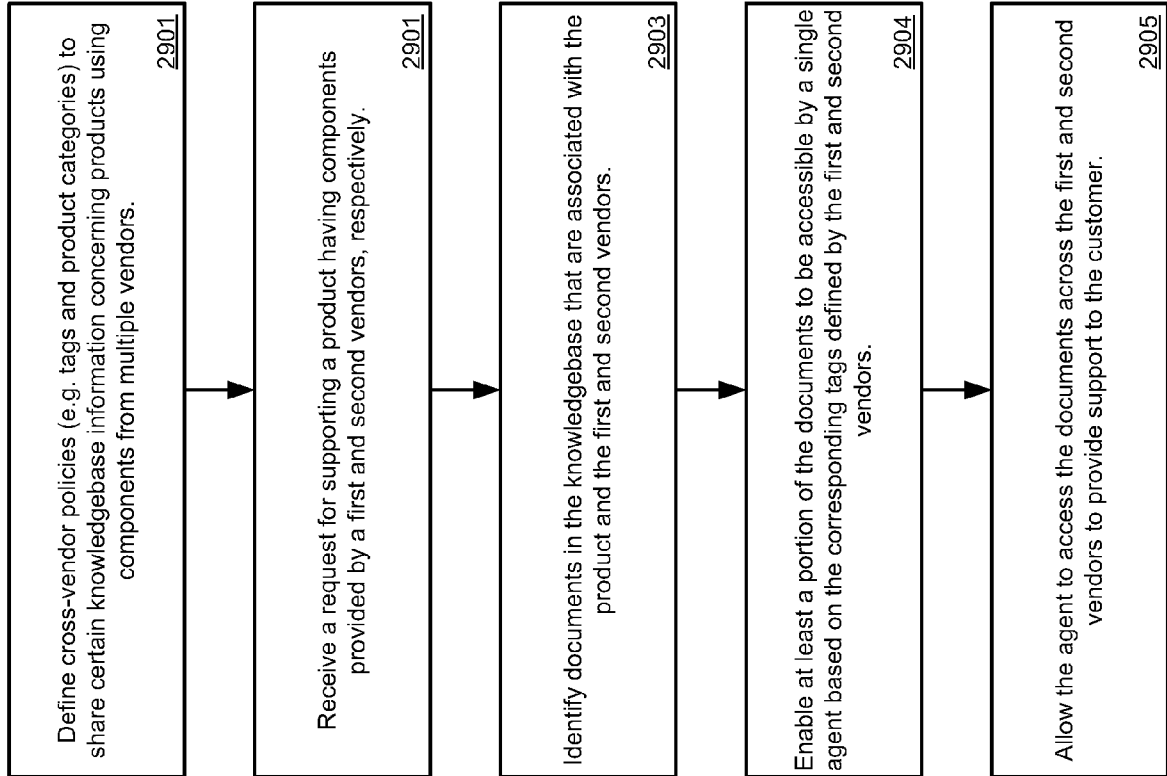 Define cross-vendor policies (e.g. tags and product categories) to
share certain knowledgebase information concerning products using
components from multiple vendors.
2901
Receive a request for supporting a product having components
provided by a first and second vendors, respectively.
2901
Identify documents in the knowledgebase that are associated with the
product and the first and second vendors.
2903
Enable at least a portion of the documents to be accessible by a single
agent based on the corresponding tags defined by the first and second
vendors.
2904
Allow the agent to access the documents across the first and second
vendors to provide support to the customer.
2905